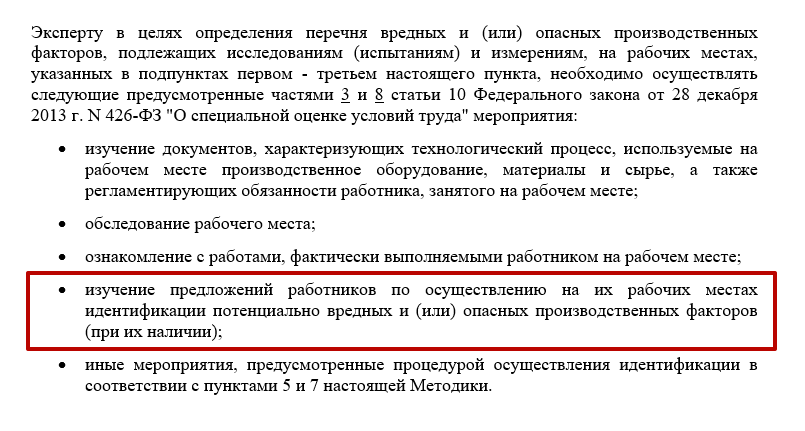 Эксперту в целях определения перечня вредных и (или) опасных производственных
факторов, подлежащих исследованиям (испытаниям) и измерениям, на рабочих местах,
указанных в подпунктах первом - третьем настоящего пункта, необходимо осуществлять
следующие предусмотренные частями 3 и 8 статьи 10 Федерального закона от 28 декабря
2013 г. N 426-ФЗ "О специальной оценке условий труда" мероприятия:
• изучение документов, характеризующих технологический процесс, используемые на
рабочем месте производственное оборудование, материалы и сырье, а также
регламентирующих обязанности работника, занятого на рабочем месте;
• обследование рабочего места;
• ознакомление с работами, фактически выполняемыми работником на рабочем месте;
• изучение предложений работников по осуществлению на их рабочих местах
идентификации потенциально вредных и (или) опасных производственных факторов
(при их наличии);
• иные мероприятия, предусмотренные процедурой осуществления идентификации в
соответствии с пунктами 5 и 7 настоящей Методики.